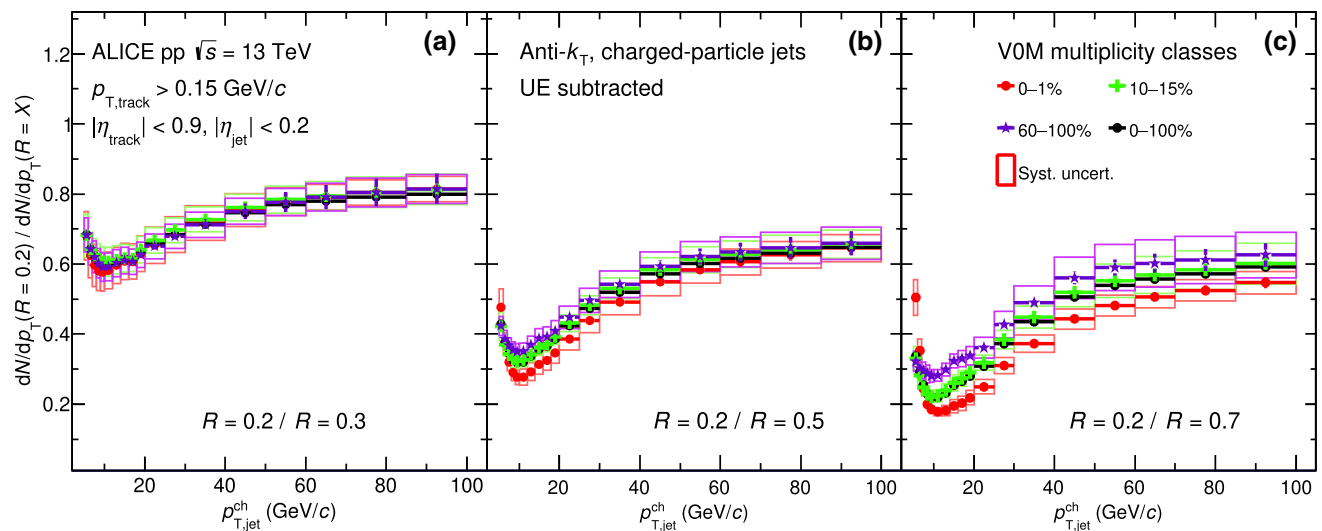 dN/dp_T(R = 0.2) / dN/dp_T(R = X)
1.2
1
0.8
0.6
0.4
0.2
ALICE pp √s = 13 TeV
p_T,track > 0.15 GeV/c
|η_track| < 0.9, |η_jet| < 0.2
(a)
R = 0.2 / R = 0.3
20 40 60 80 100
p^ch_T,jet (GeV/c)
Anti-k_T, charged-particle jets
UE subtracted
(b)
R = 0.2 / R = 0.5
20 40 60 80 100
p^ch_T,jet (GeV/c)
(c)
V0M multiplicity classes
0–1% 10–15%
60–100% 0–100%
Syst. uncert.
R = 0.2 / R = 0.7
20 40 60 80 100
p^ch_T,jet (GeV/c)